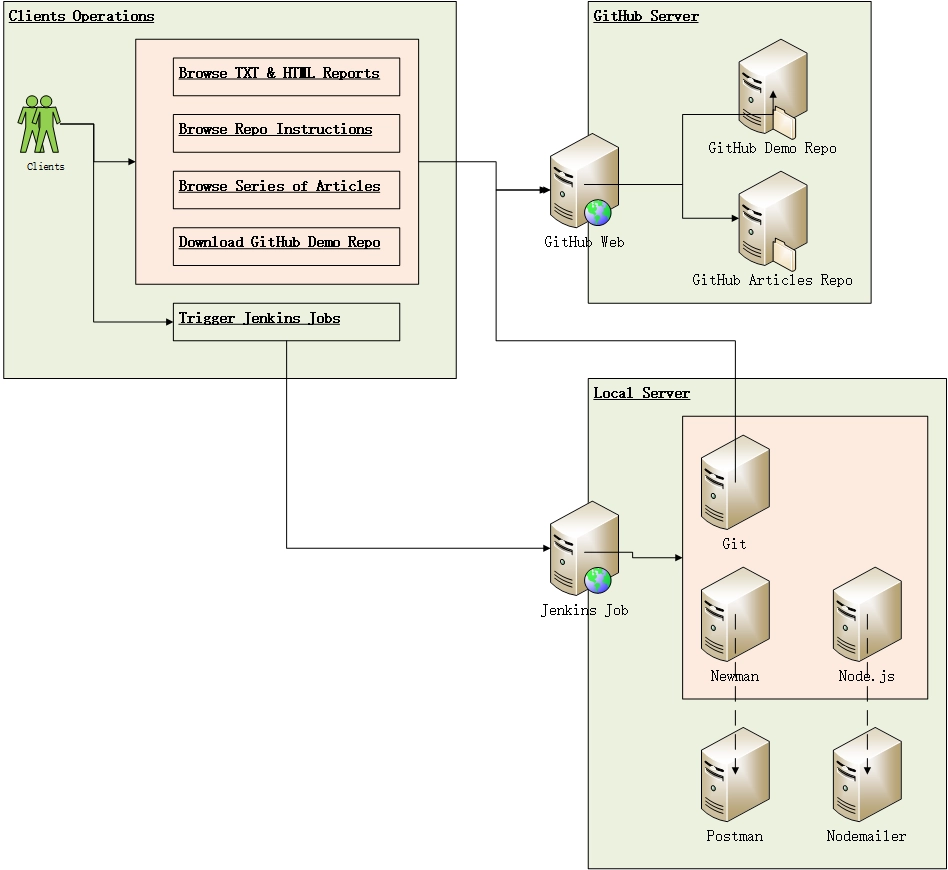 Clients Operations
Browse TXT & HTML Reports
Browse Repo Instructions
Browse Series of Articles
Download GitHub Demo Repo
Clients
Trigger Jenkins Jobs
GitHub Server
GitHub Demo Repo
GitHub Web
GitHub Articles Repo
Local Server
Git
Jenkins Job
Newman
Node.js
Postman
Nodemailer